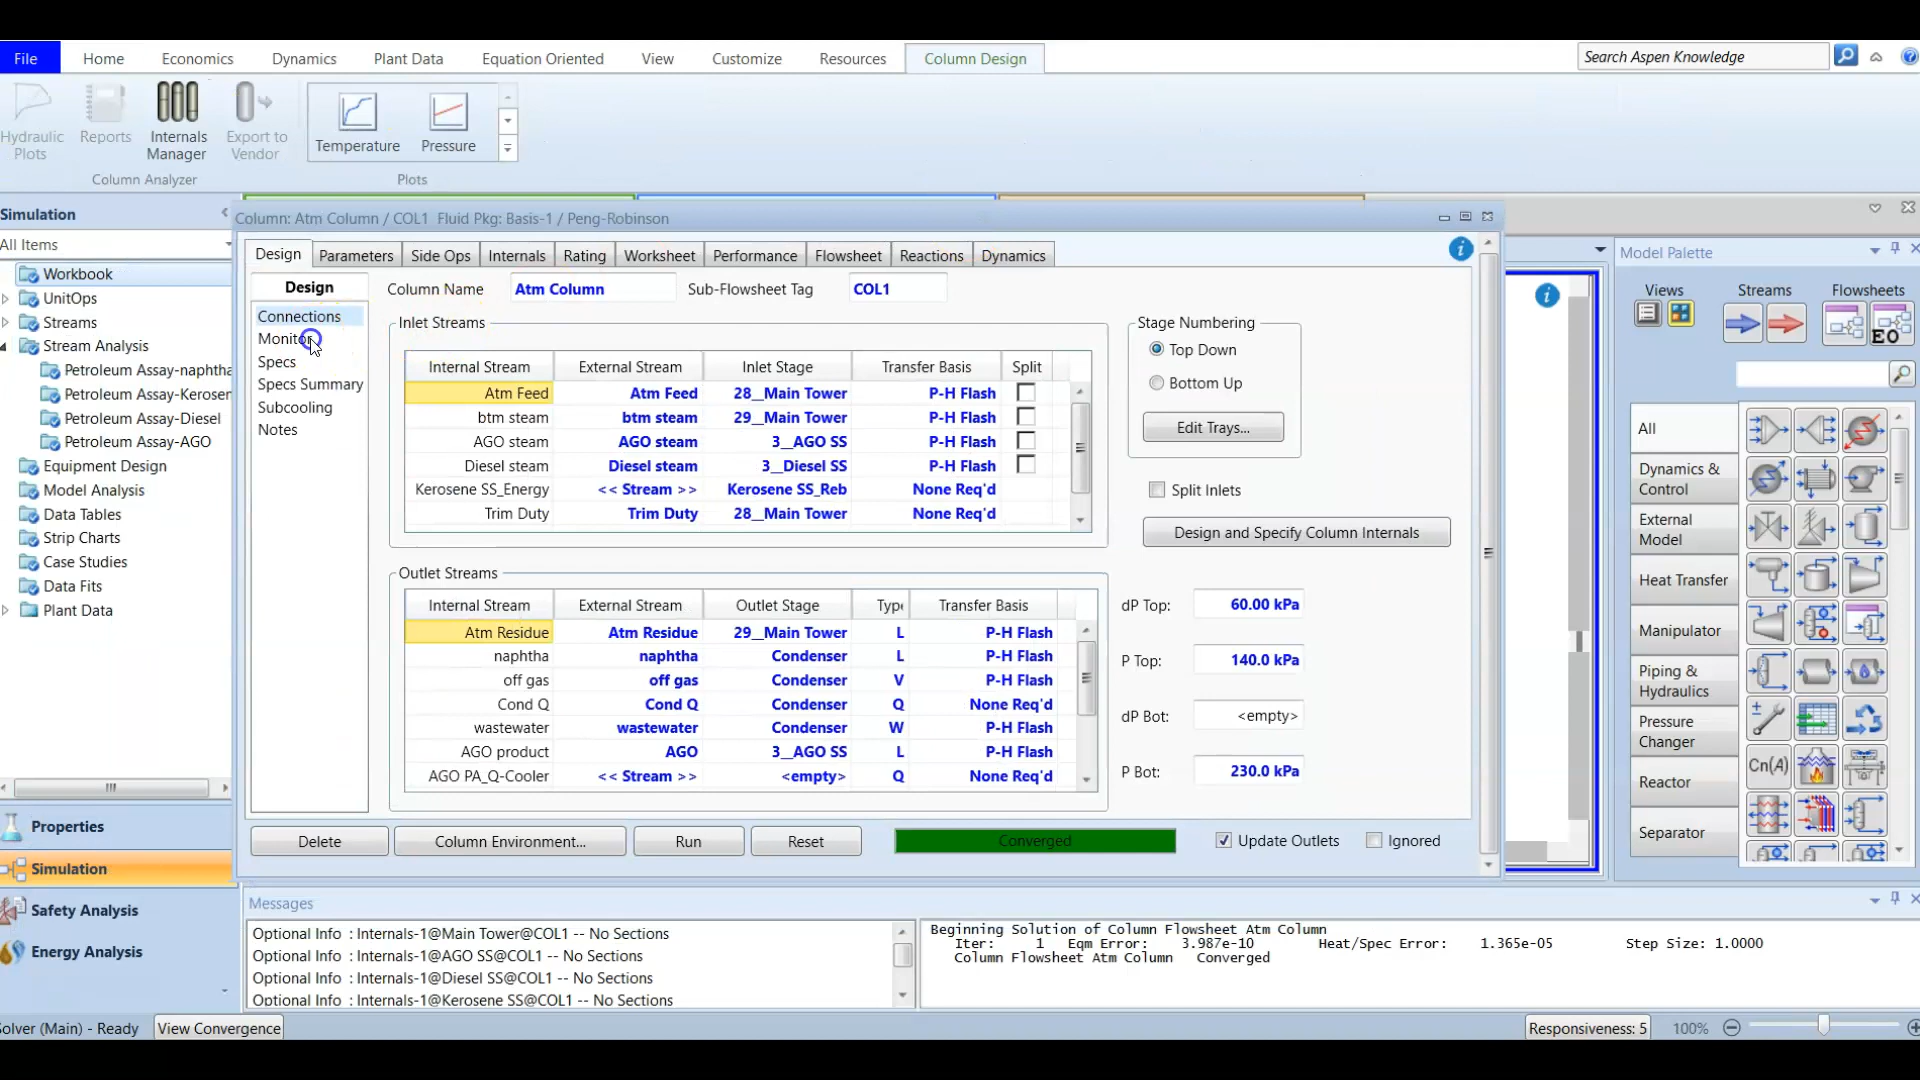 File Home Economics Dynamics Plant Data Equation Oriented View Customize Resources Column Design Search Aspen Knowledge
Hydraulic Plots
Reports
Internals Manager
Export to Vendor
Temperature
Pressure
Column Analyzer
Plots
Simulation
All Items
Workbook
UnitOps
Streams
Stream Analysis
Petroleum Assay-naphtha
Petroleum Assay-Keroser
Petroleum Assay-Diesel
Petroleum Assay-AGO
Equipment Design
Model Analysis
Data Tables
Strip Charts
Case Studies
Data Fits
Plant Data
Properties
Simulation
Safety Analysis
Energy Analysis
Column: Atm Column / COL1 Fluid Pkg: Basis-1 / Peng-Robinson
Design Parameters Side Ops Internals Rating Worksheet Performance Flowsheet Reactions Dynamics
Design
Connections
Monitor
Specs
Specs Summary
Subcooling
Notes
Column Name Atm Column Sub-Flowsheet Tag COL1
Inlet Streams
Internal Stream External Stream Inlet Stage Transfer Basis Split
Atm Feed Atm Feed 28__Main Tower P-H Flash
btm steam btm steam 29__Main Tower P-H Flash
AGO steam AGO steam 3__AGO SS P-H Flash
Diesel steam Diesel steam 3__Diesel SS P-H Flash
Kerosene SS_Energy << Stream >> Kerosene SS_Reb None Req'd
Trim Duty Trim Duty 28__Main Tower None Req'd
Stage Numbering
Top Down
Bottom Up
Edit Trays...
Split Inlets
Design and Specify Column Internals
Outlet Streams
Internal Stream External Stream Outlet Stage Type Transfer Basis
Atm Residue Atm Residue 29__Main Tower L P-H Flash
naphtha naphtha Condenser L P-H Flash
off gas off gas Condenser V P-H Flash
Cond Q Cond Q Condenser Q None Req'd
wastewater wastewater Condenser W P-H Flash
AGO product AGO 3__AGO SS L P-H Flash
AGO PA_Q-Cooler << Stream >> <empty> Q None Req'd
dP Top: 60.00 kPa
P Top: 140.0 kPa
dP Bot: <empty>
P Bot: 230.0 kPa
Delete Column Environment... Run Reset Converged Update Outlets Ignored
Model Palette
Views Streams Flowsheets
EO
All
Dynamics & Control
External Model
Heat Transfer
Manipulator
Piping & Hydraulics
Pressure Changer
Reactor
Separator
Cn(A)
Messages
Optional Info : Internals-1@Main Tower@COL1 -- No Sections
Optional Info : Internals-1@AGO SS@COL1 -- No Sections
Optional Info : Internals-1@Diesel SS@COL1 -- No Sections
Optional Info : Internals-1@Kerosene SS@COL1 -- No Sections
Beginning Solution of Column Flowsheet Atm Column
Iter: 1 Eqm Error: 3.987e-10 Heat/Spec Error: 1.365e-05 Step Size: 1.0000
Column Flowsheet Atm Column Converged
Solver (Main) - Ready View Convergence Responsiveness: 5 100%